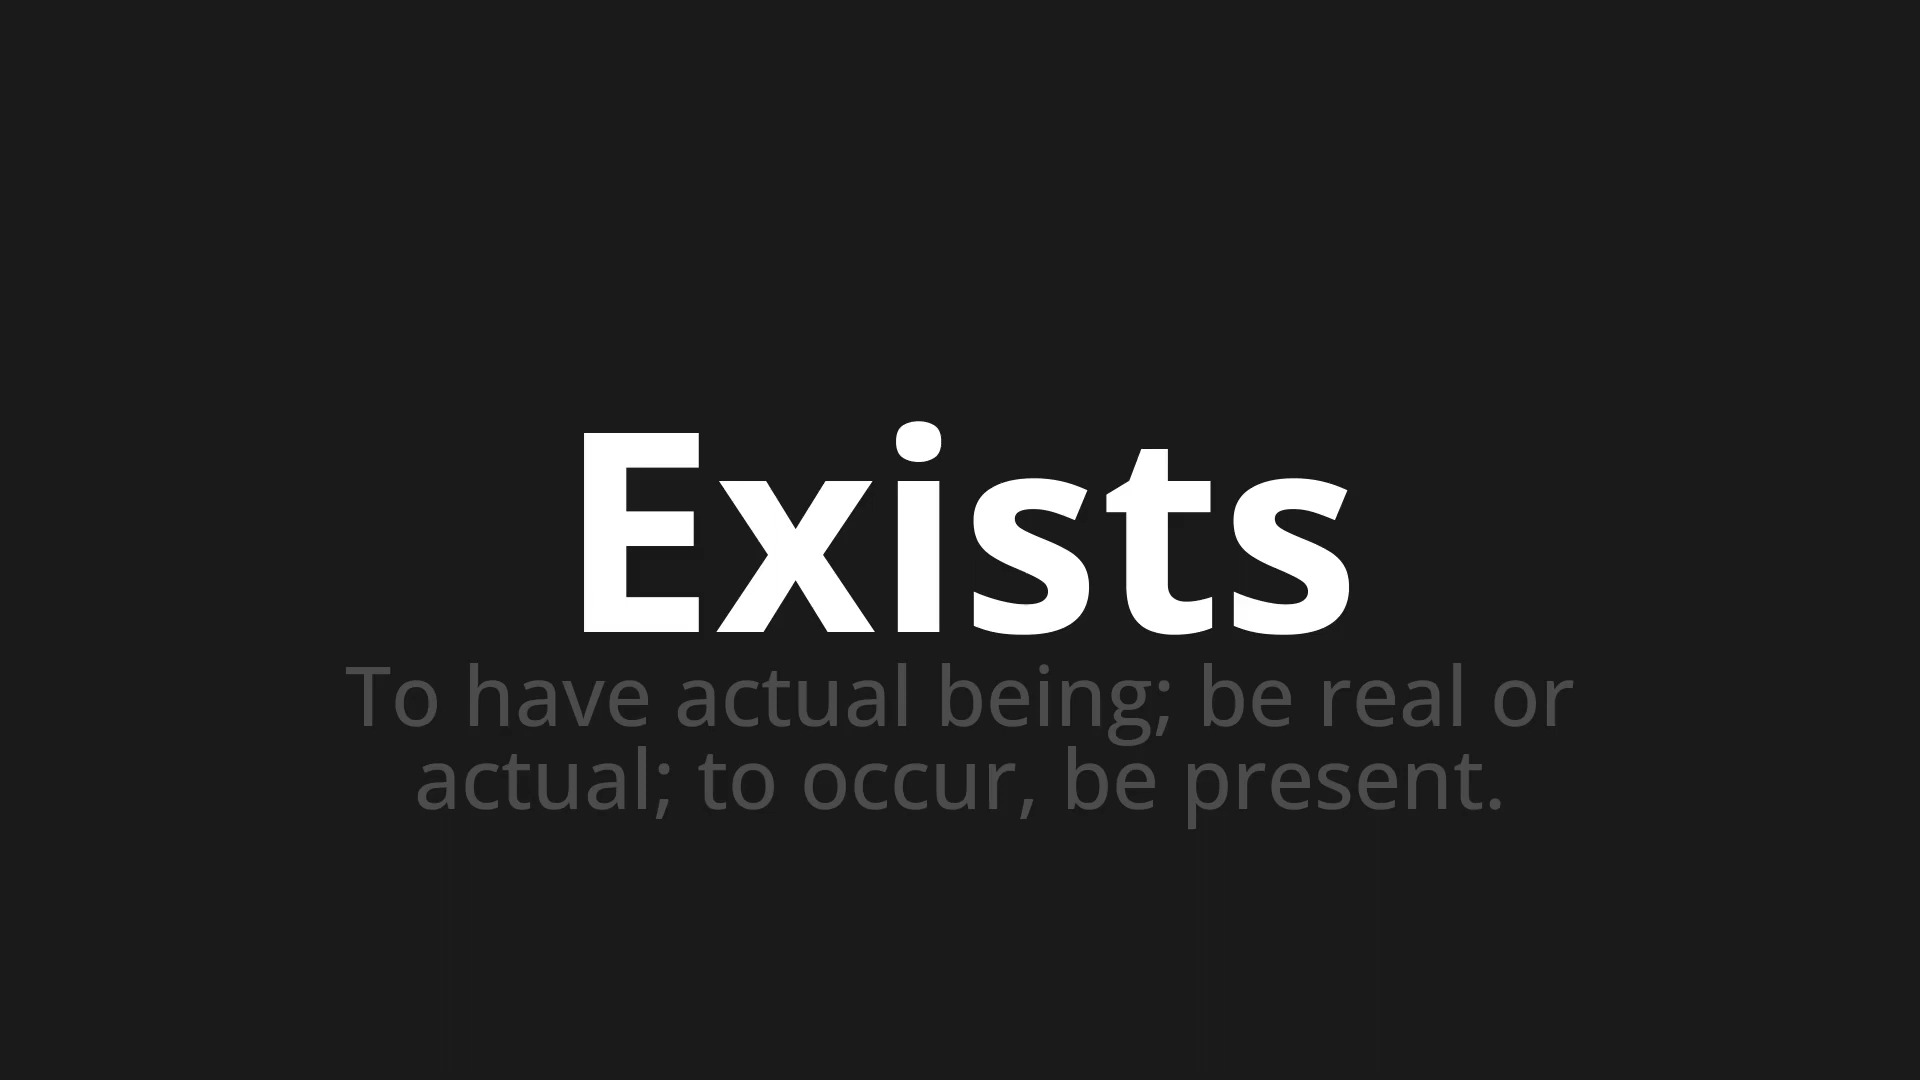 Exists
To have actual being; be real or
actual; to occur, be present.